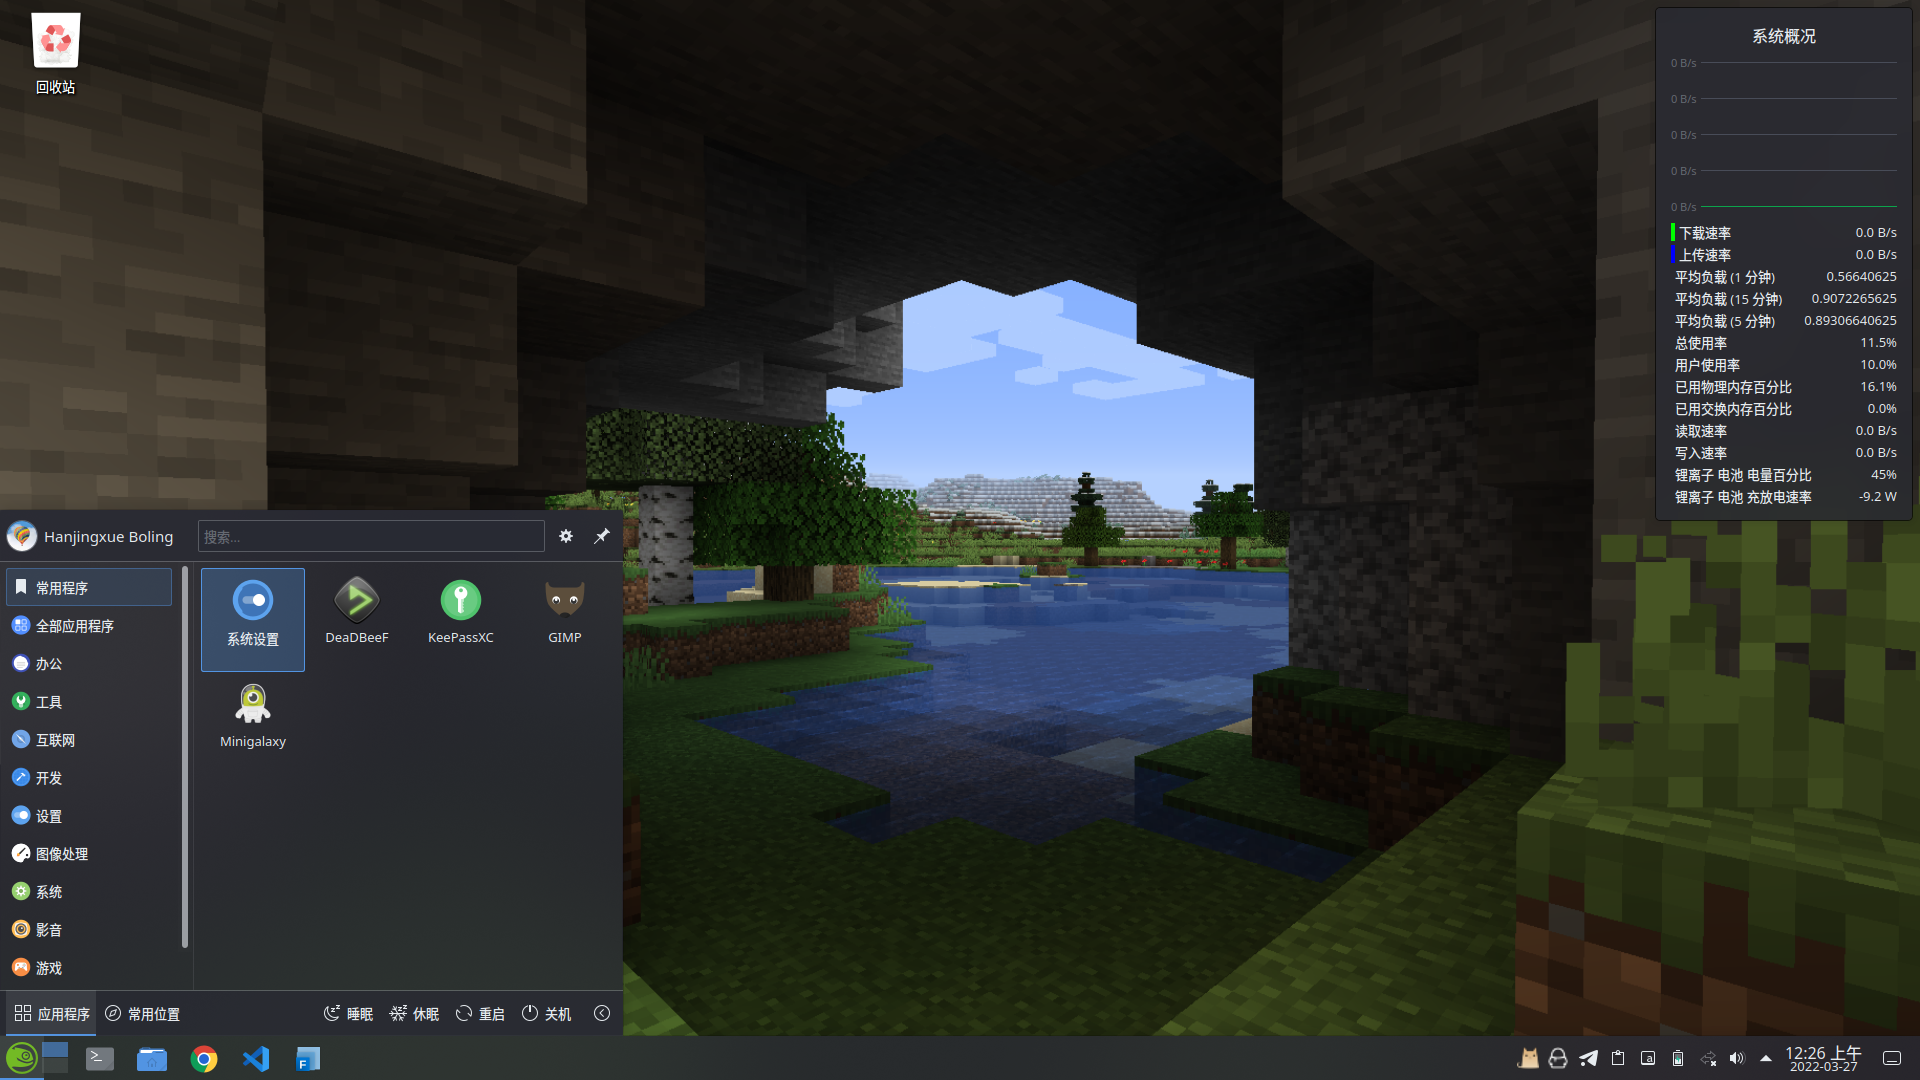 回收站
系统概况
0 B/s
0 B/s
0 B/s
0 B/s
0 B/s
下载速率 0.0 B/s
上传速率 0.0 B/s
平均负载 (1 分钟) 0.56640625
平均负载 (15 分钟) 0.9072265625
平均负载 (5 分钟) 0.89306640625
总使用率 11.5%
用户使用率 10.0%
已用物理内存百分比 16.1%
已用交换内存百分比 0.0%
读取速率 0.0 B/s
写入速率 0.0 B/s
锂离子 电池 电量百分比 45%
锂离子 电池 充放电速率 -9.2 W
Hanjingxue Boling
搜索...
常用程序
全部应用程序
办公
工具
互联网
开发
设置
图像处理
系统
影音
游戏
系统设置
DeaDBeeF
KeePassXC
GIMP
Minigalaxy
应用程序
常用位置
睡眠
休眠
重启
关机
F
a
12:26 上午
2022-03-27